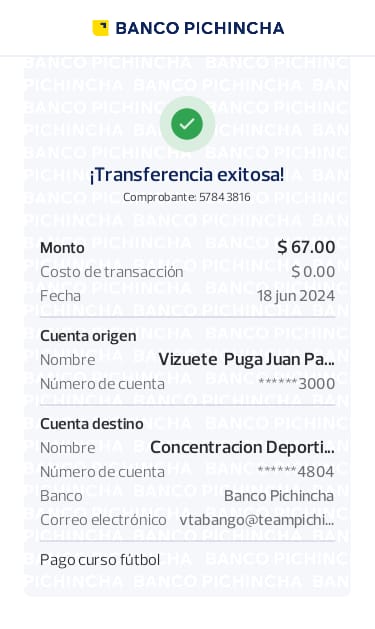 BANCO PICHINCHA
¡Transferencia exitosa!
Comprobante: 57843816
Monto $ 67.00
Costo de transacción $ 0.00
Fecha 18 jun 2024
Cuenta origen
Nombre Vizuete Puga Juan Pa...
Número de cuenta ******3000
Cuenta destino
Nombre Concentracion Deporti...
Número de cuenta ******4804
Banco Banco Pichincha
Correo electrónico vtabango@teampichi...
Pago curso fútbol